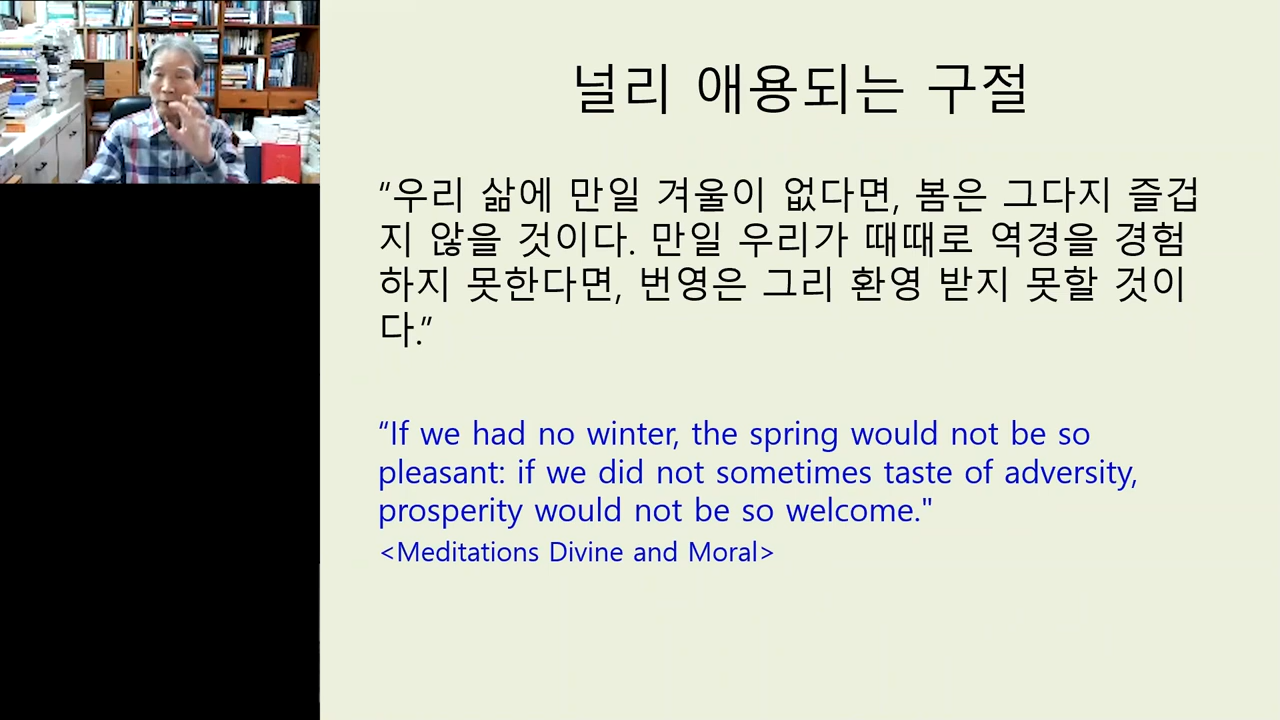 널리 애용되는 구절
“우리 삶에 만일 겨울이 없다면, 봄은 그다지 즐겁
지 않을 것이다. 만일 우리가 때때로 역경을 경험
하지 못한다면, 번영은 그리 환영 받지 못할 것이
다.”
“If we had no winter, the spring would not be so
pleasant: if we did not sometimes taste of adversity,
prosperity would not be so welcome."
<Meditations Divine and Moral>